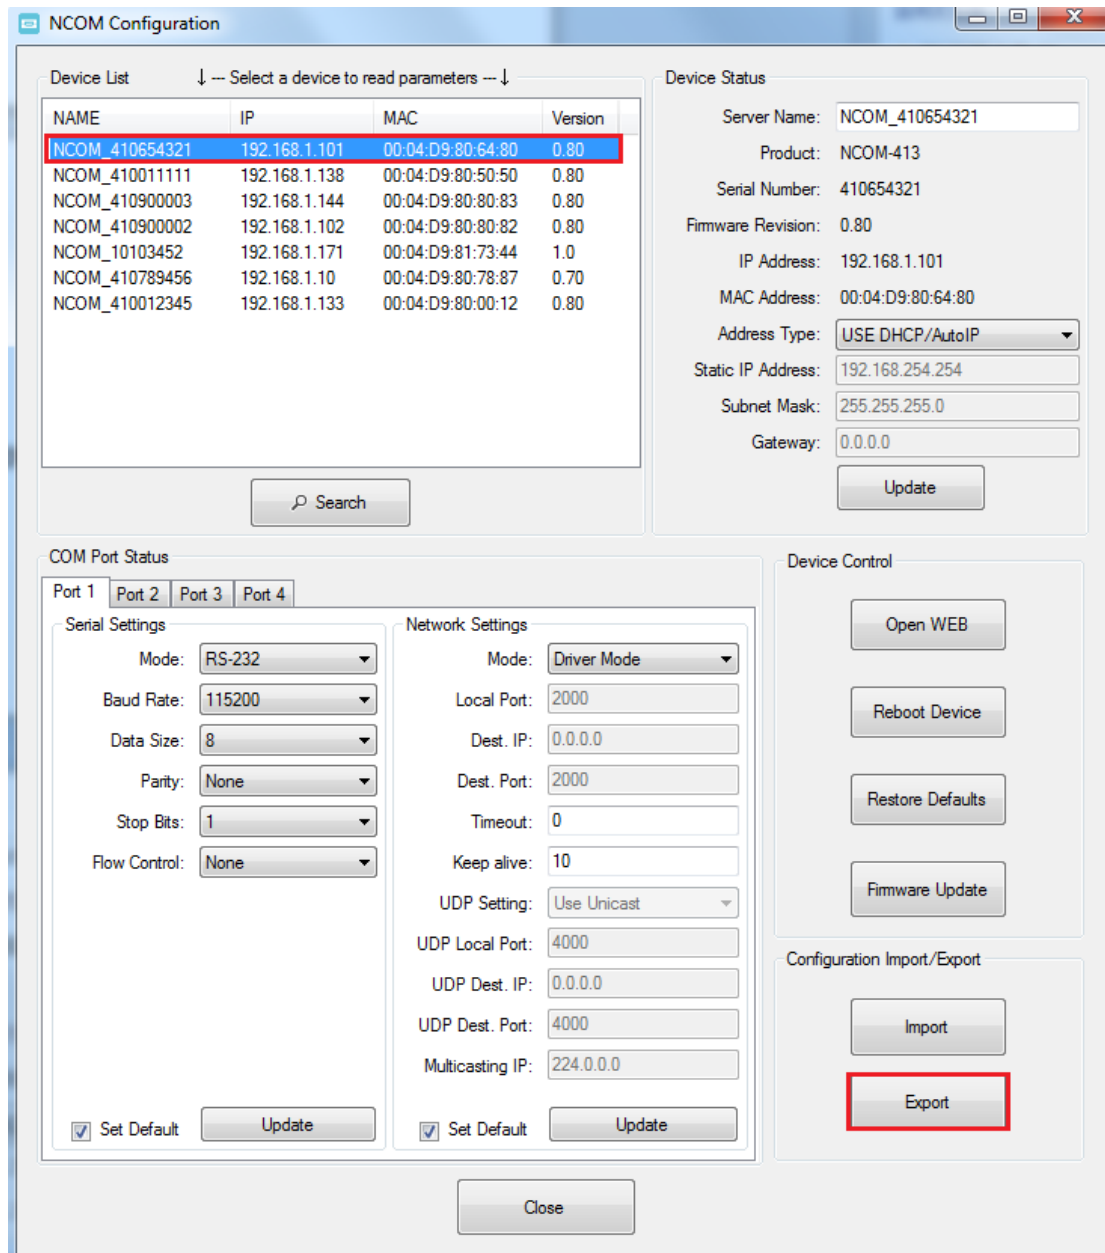 NCOM Configuration
Device List ↓ --- Select a device to read parameters --- ↓
NAME IP MAC Version
NCOM_410654321 192.168.1.101 00:04:D9:80:64:80 0.80
NCOM_410011111 192.168.1.138 00:04:D9:80:50:50 0.80
NCOM_410900003 192.168.1.144 00:04:D9:80:80:83 0.80
NCOM_410900002 192.168.1.102 00:04:D9:80:80:82 0.80
NCOM_10103452 192.168.1.171 00:04:D9:81:73:44 1.0
NCOM_410789456 192.168.1.10 00:04:D9:80:78:87 0.70
NCOM_410012345 192.168.1.133 00:04:D9:80:00:12 0.80
Search
Device Status
Server Name: NCOM_410654321
Product: NCOM-413
Serial Number: 410654321
Firmware Revision: 0.80
IP Address: 192.168.1.101
MAC Address: 00:04:D9:80:64:80
Address Type: USE DHCP/AutoIP
Static IP Address: 192.168.254.254
Subnet Mask: 255.255.255.0
Gateway: 0.0.0.0
Update
COM Port Status
Port 1 Port 2 Port 3 Port 4
Serial Settings
Mode: RS-232
Baud Rate: 115200
Data Size: 8
Parity: None
Stop Bits: 1
Flow Control: None
Set Default Update
Network Settings
Mode: Driver Mode
Local Port: 2000
Dest. IP: 0.0.0.0
Dest. Port: 2000
Timeout: 0
Keep alive: 10
UDP Setting: Use Unicast
UDP Local Port: 4000
UDP Dest. IP: 0.0.0.0
UDP Dest. Port: 4000
Multicasting IP: 224.0.0.0
Set Default Update
Device Control
Open WEB
Reboot Device
Restore Defaults
Firmware Update
Configuration Import/Export
Import
Export
Close